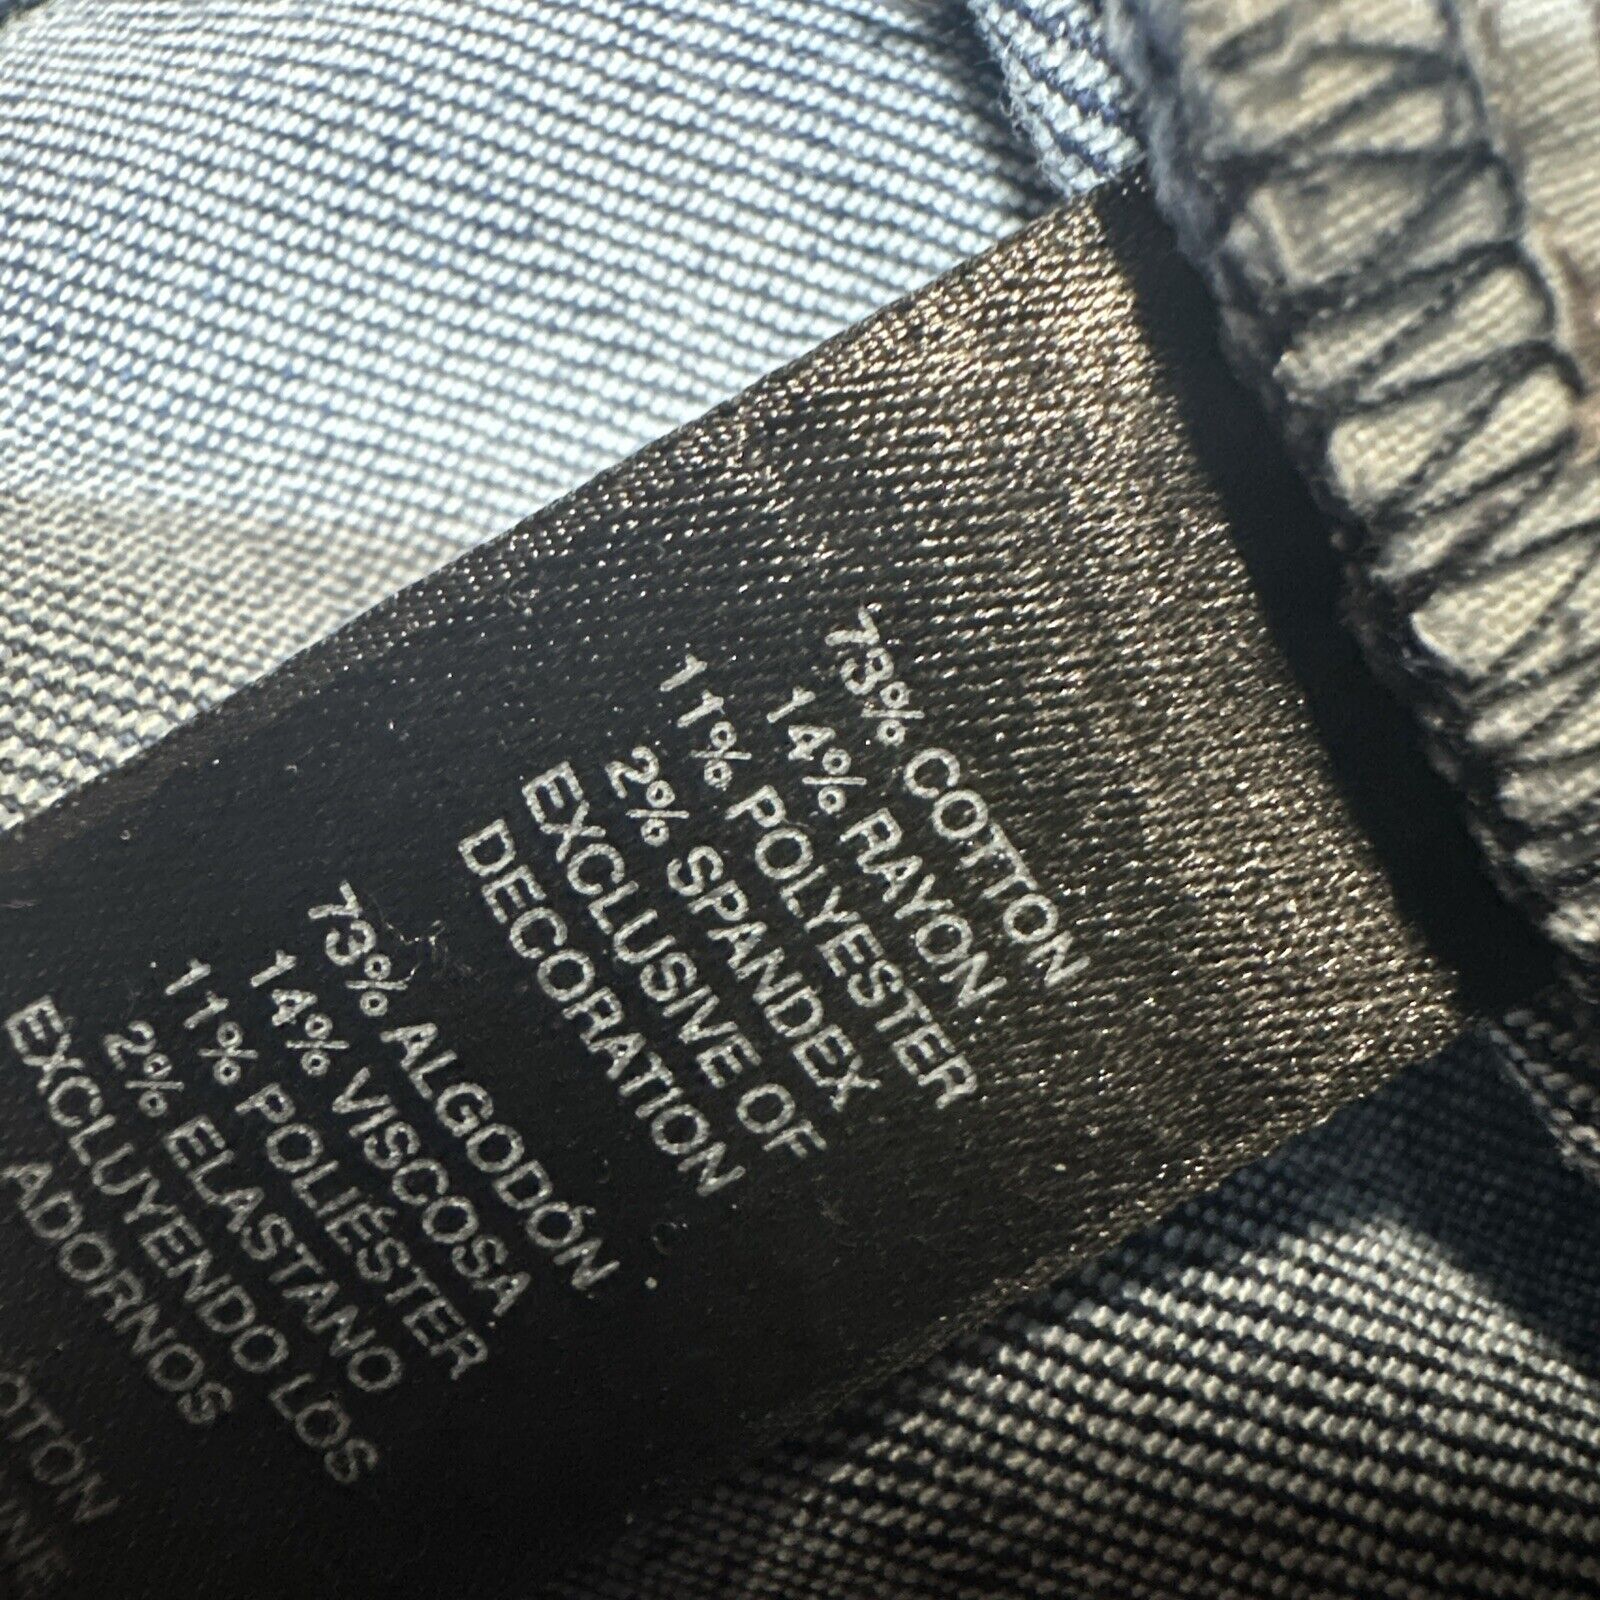 73% COTTON
14% RAYON
11% POLYESTER
2% SPANDEX
EXCLUSIVE OF
DECORATION
73% ALGODÓN
14% VISCOSA
11% POLIÉSTER
2% ELASTANO
EXCLUYENDO LOS
ADORNOS